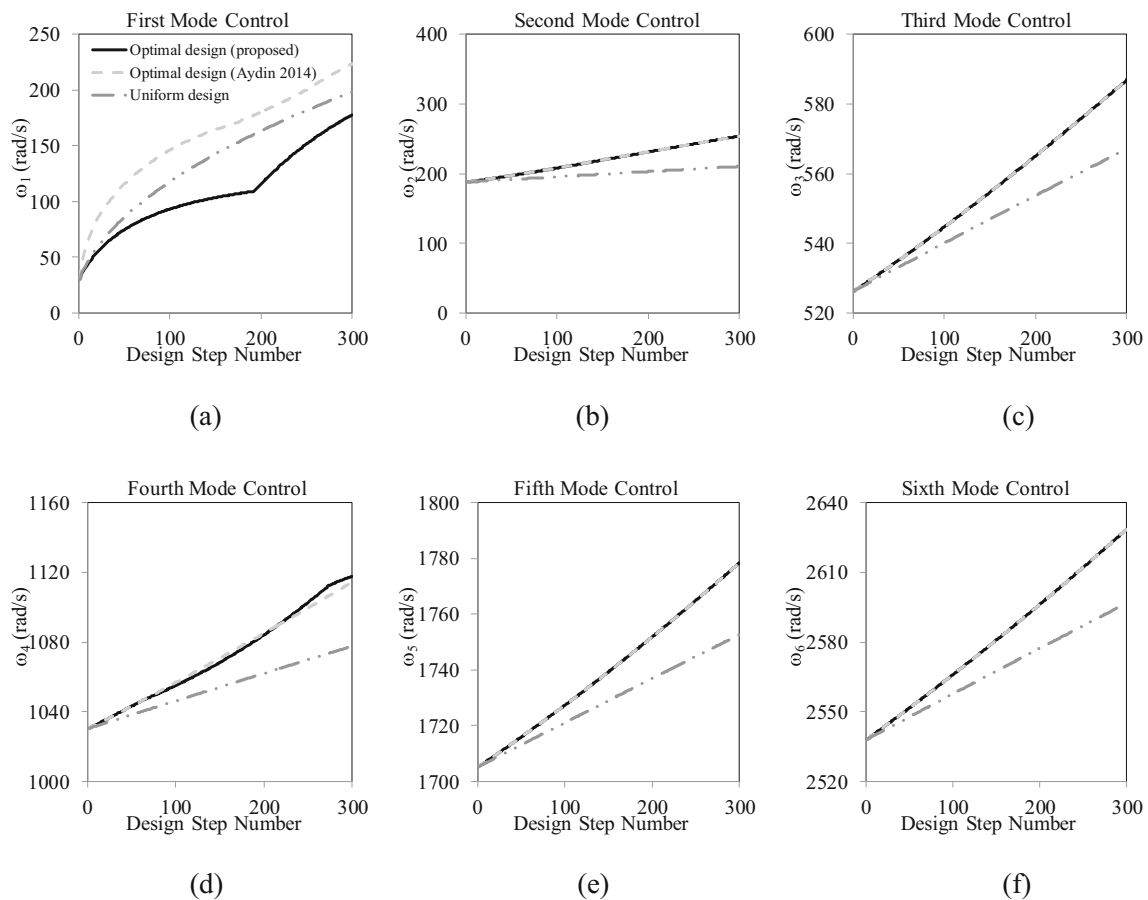 First Mode Control
250
200
150
100
50
0
ω1 (rad/s)
Optimal design (proposed)
Optimal design (Aydin 2014)
Uniform design
0 100 200 300
Design Step Number
(a)
Second Mode Control
400
300
200
100
0
ω2 (rad/s)
0 100 200 300
Design Step Number
(b)
Third Mode Control
600
580
560
540
520
ω3 (rad/s)
0 100 200 300
Design Step Number
(c)
Fourth Mode Control
1160
1120
1080
1040
1000
ω4 (rad/s)
0 100 200 300
Design Step Number
(d)
Fifth Mode Control
1800
1780
1760
1740
1720
1700
ω5 (rad/s)
0 100 200 300
Design Step Number
(e)
Sixth Mode Control
2640
2610
2580
2550
2520
ω6 (rad/s)
0 100 200 300
Design Step Number
(f)